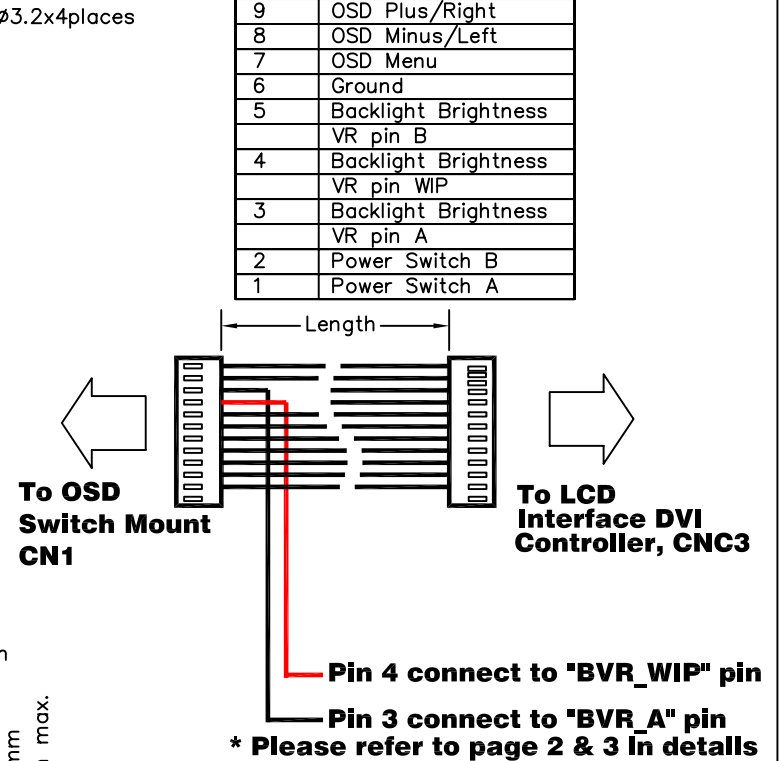 ø3.2x4places
9 OSD Plus/Right
8 OSD Minus/Left
7 OSD Menu
6 Ground
5 Backlight Brightness
VR pin B
4 Backlight Brightness
VR pin WIP
3 Backlight Brightness
VR pin A
2 Power Switch B
1 Power Switch A
Length
To OSD
Switch Mount
CN1
To LCD
Interface DVI
Controller, CNC3
Pin 4 connect to "BVR_WIP" pin
Pin 3 connect to "BVR_A" pin
* Please refer to page 2 & 3 In details
mm
max.